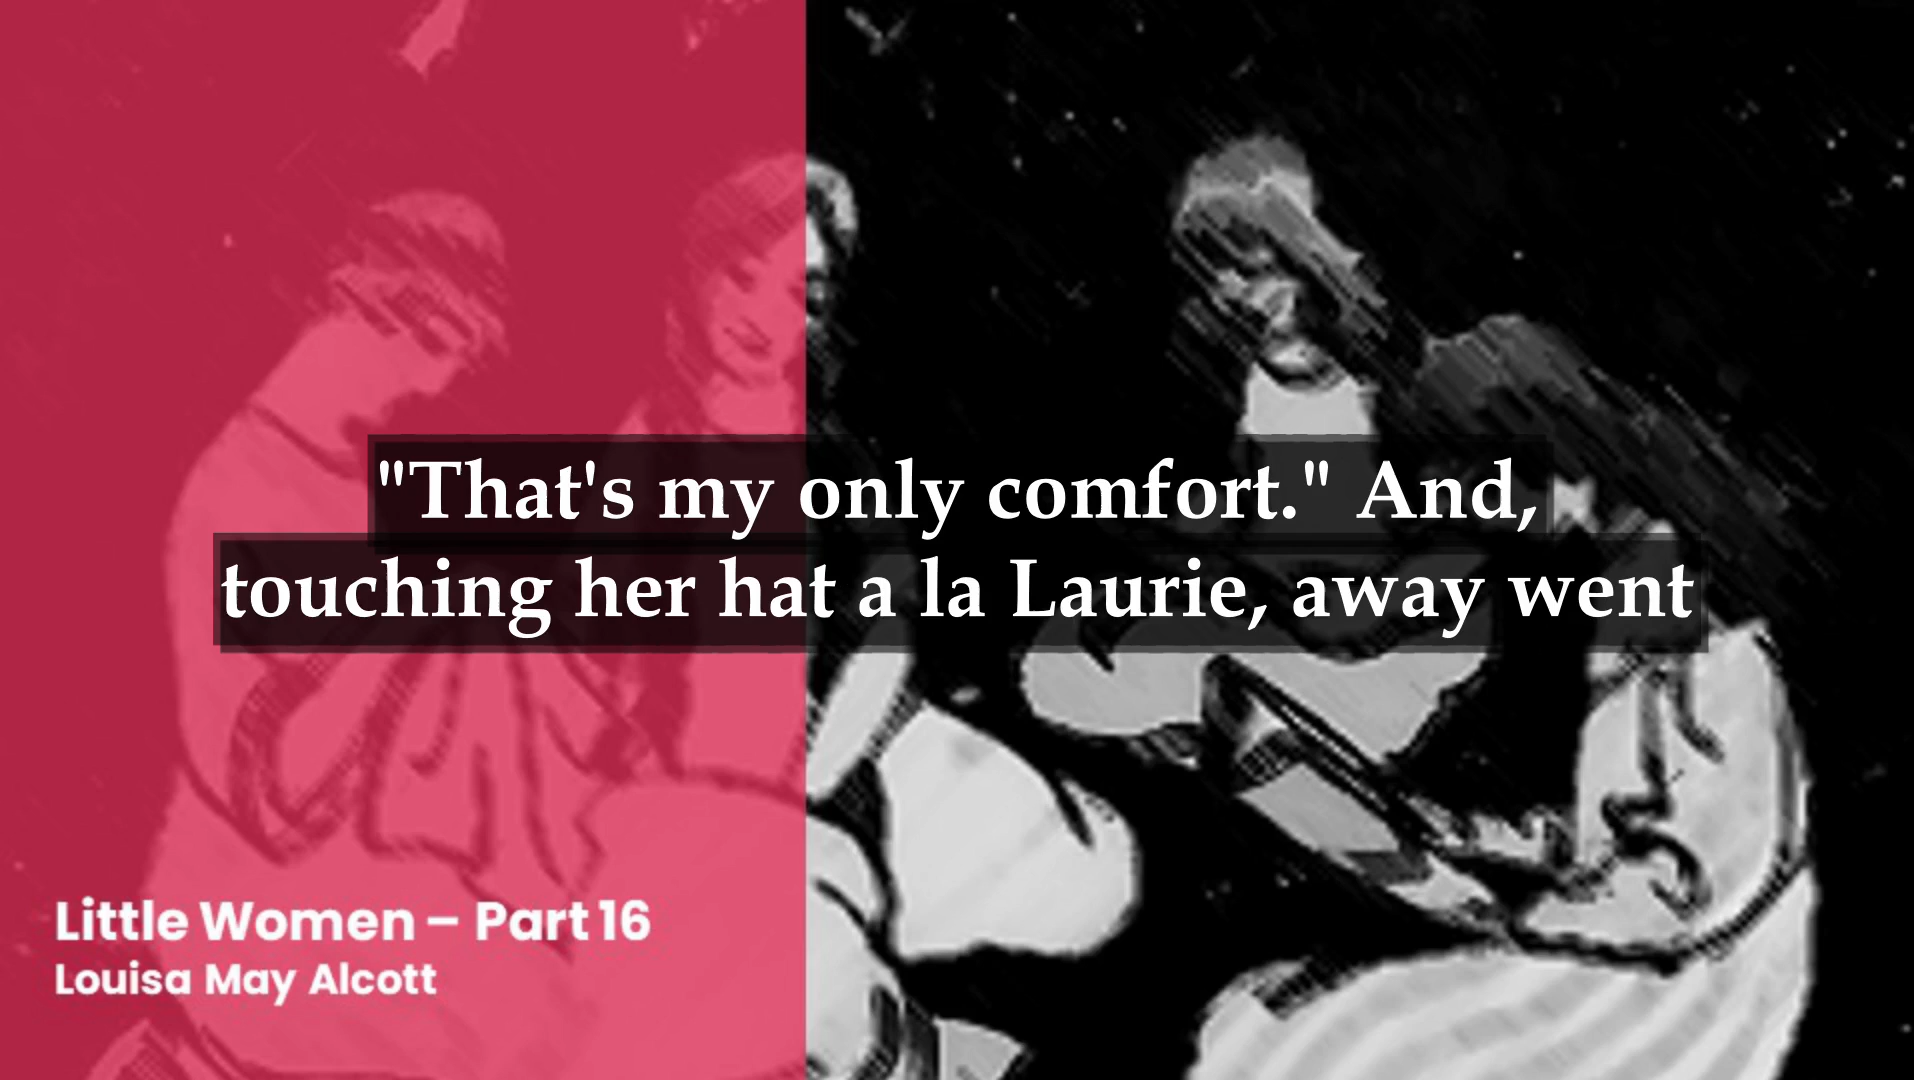 "That's my only comfort." And,
touching her hat a la Laurie, away went
Little Women – Part 16
Louisa May Alcott